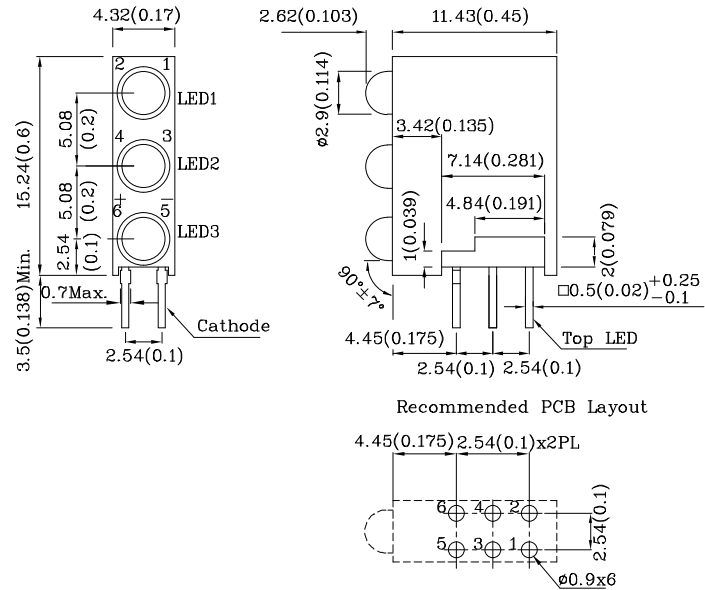 4.32(0.17)
2.62(0.103)
11.43(0.45)
2 1
LED1
4 3
LED2
+ −
6 5
LED3
15.24(0.6)
5.08
(0.2)
5.08
(0.2)
2.54
(0.1)
0.7Max.
3.5(0.138)Min.
Cathode
2.54(0.1)
ø2.9(0.114)
3.42(0.135)
7.14(0.281)
4.84(0.191)
1(0.039)
2(0.079)
90°±7°
□0.5(0.02)+0.25
−0.1
Top LED
4.45(0.175)
2.54(0.1)
2.54(0.1)
Recommended PCB Layout
4.45(0.175)
2.54(0.1)x2PL
6 4 2
5 3 1
2.54(0.1)
ø0.9x6